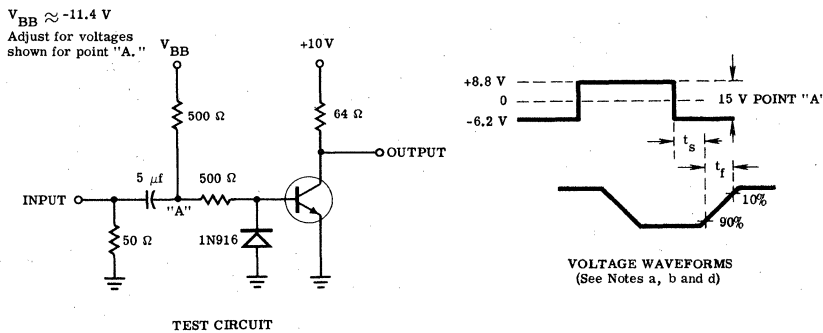 V_BB ≈ -11.4 V
Adjust for voltages
shown for point "A."
V_BB
+10 V
500 Ω
64 Ω
OUTPUT
5 µf
500 Ω
INPUT
"A"
50 Ω
1N916
TEST CIRCUIT
+8.8 V
0
15 V POINT "A'
-6.2 V
t_s
t_f
10%
90%
VOLTAGE WAVEFORMS
(See Notes a, b and d)